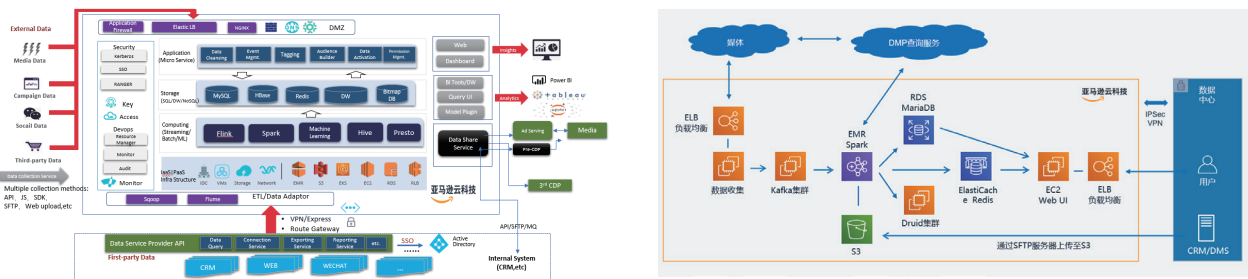 External Data
Media Data
Campaign Data
Socail Data
Third-party Data
Data Collection Service
Multiple collection methods:
API、JS、SDK、
SFTP、Web upload,etc
Application
Firewall
Elastic LB
NGINX
DNS
DMZ
Security
Kerberos
SSO
RANGER
Key
Access
Devops
Resource
Manager
Monitor
Audit
Monitor
Application
(Micro Service)
Data
Cleansing
Event
Mgmt.
Tagging
Audience
Builder
Data
Activation
Permission
Mgmt.
Storage
(SQL/DW/NoSQL)
MySQL
HBase
Redis
DW
Bitmap
DB
Computing
(Streaming/
Batch/ML)
Flink
Spark
Machine
Learning
Hive
Presto
IaaS|PaaS
Infra Structure
IDC
VMs
Storage
Network
EMR
S3
EKS
EC2
RDS
RLB
ETL/Data Adaptor
Sqoop
Flume
亚马逊云科技
Web
Dashboard
BI Tools/DW
Query UI
Model Plugin
Data Share
Service
insights
analytics
Power BI
+ableau
jupyter
Ad Serving
Media
Pri-CDP
3rd CDP
• VPN/Express
• Route Gateway
API/SFTP/MQ
Data Service Provider API
Data
Query
Connection
Service
Exporting
Service
Reporting
Service
etc.
SSO
......
Active
Directory
First-party Data
CRM
WEB
WECHAT
...
Internal System
(CRM,etc)
媒体
DMP查询服务
亚马逊云科技
ELB
负载均衡
数据收集
Kafka集群
EMR
Spark
RDS
MariaDB
ElastiCach
e Redis
Druid集群
S3
EC2
Web UI
ELB
负载均衡
通过SFTP服务器上传至S3
IPSec
VPN
数据
中心
用户
CRM/DMS